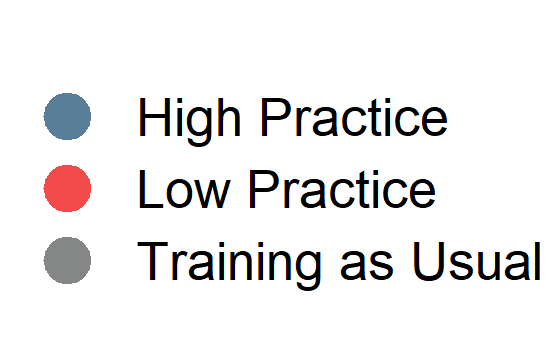 High Practice
Low Practice
Training as Usual